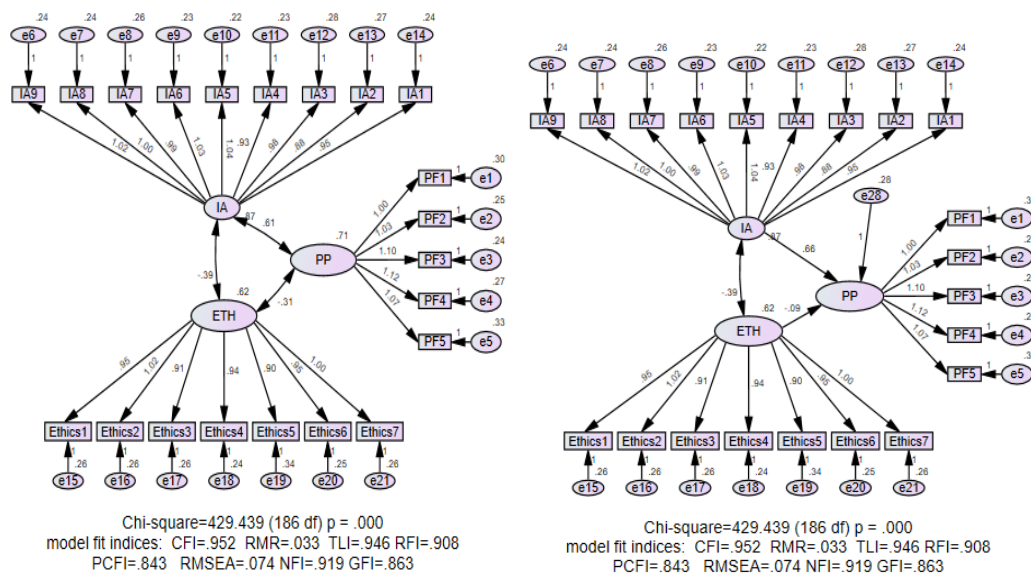 .24 .24 .26 .23 .22 .23 .28 .27 .24
e6 e7 e8 e9 e10 e11 e12 e13 e14
1 1 1 1 1 1 1 1 1
IA9 IA8 IA7 IA6 IA5 IA4 IA3 IA2 IA1
1.02 1.00 .99 1.03 1.04 .93 .98 .88 .95
IA
.87 .61
.71
PP
1.00 PF1 1 e1 .30
1.03 PF2 1 e2 .25
1.10 PF3 1 e3 .24
1.12 PF4 1 e4 .27
1.07 PF5 1 e5 .33
-.39
-.31
.62
ETH
.95 1.02 .91 .94 .90 .95 1.00
Ethics1 Ethics2 Ethics3 Ethics4 Ethics5 Ethics6 Ethics7
1 1 1 1 1 1 1
.26 .26 .26 .24 .34 .25 .26
e15 e16 e17 e18 e19 e20 e21
Chi-square=429.439 (186 df) p = .000
model fit indices: CFI=.952 RMR=.033 TLI=.946 RFI=.908
PCFI=.843 RMSEA=.074 NFI=.919 GFI=.863
.24 .24 .26 .23 .22 .23 .28 .27 .24
e6 e7 e8 e9 e10 e11 e12 e13 e14
1 1 1 1 1 1 1 1 1
IA9 IA8 IA7 IA6 IA5 IA4 IA3 IA2 IA1
1.02 1.00 .99 1.03 1.04 .93 .98 .88 .95
.28
e28
1
IA
.87
.66
PP
1.00 PF1 1 e1
1.03 PF2 1 e2
1.10 PF3 1 e3
1.12 PF4 1 e4
1.07 PF5 1 e5
-.39
.62 -.09
ETH
.95 1.02 .91 .94 .90 .95 1.00
Ethics1 Ethics2 Ethics3 Ethics4 Ethics5 Ethics6 Ethics7
1 1 1 1 1 1 1
.26 .26 .26 .24 .34 .25 .26
e15 e16 e17 e18 e19 e20 e21
Chi-square=429.439 (186 df) p = .000
model fit indices: CFI=.952 RMR=.033 TLI=.946 RFI=.908
PCFI=.843 RMSEA=.074 NFI=.919 GFI=.863